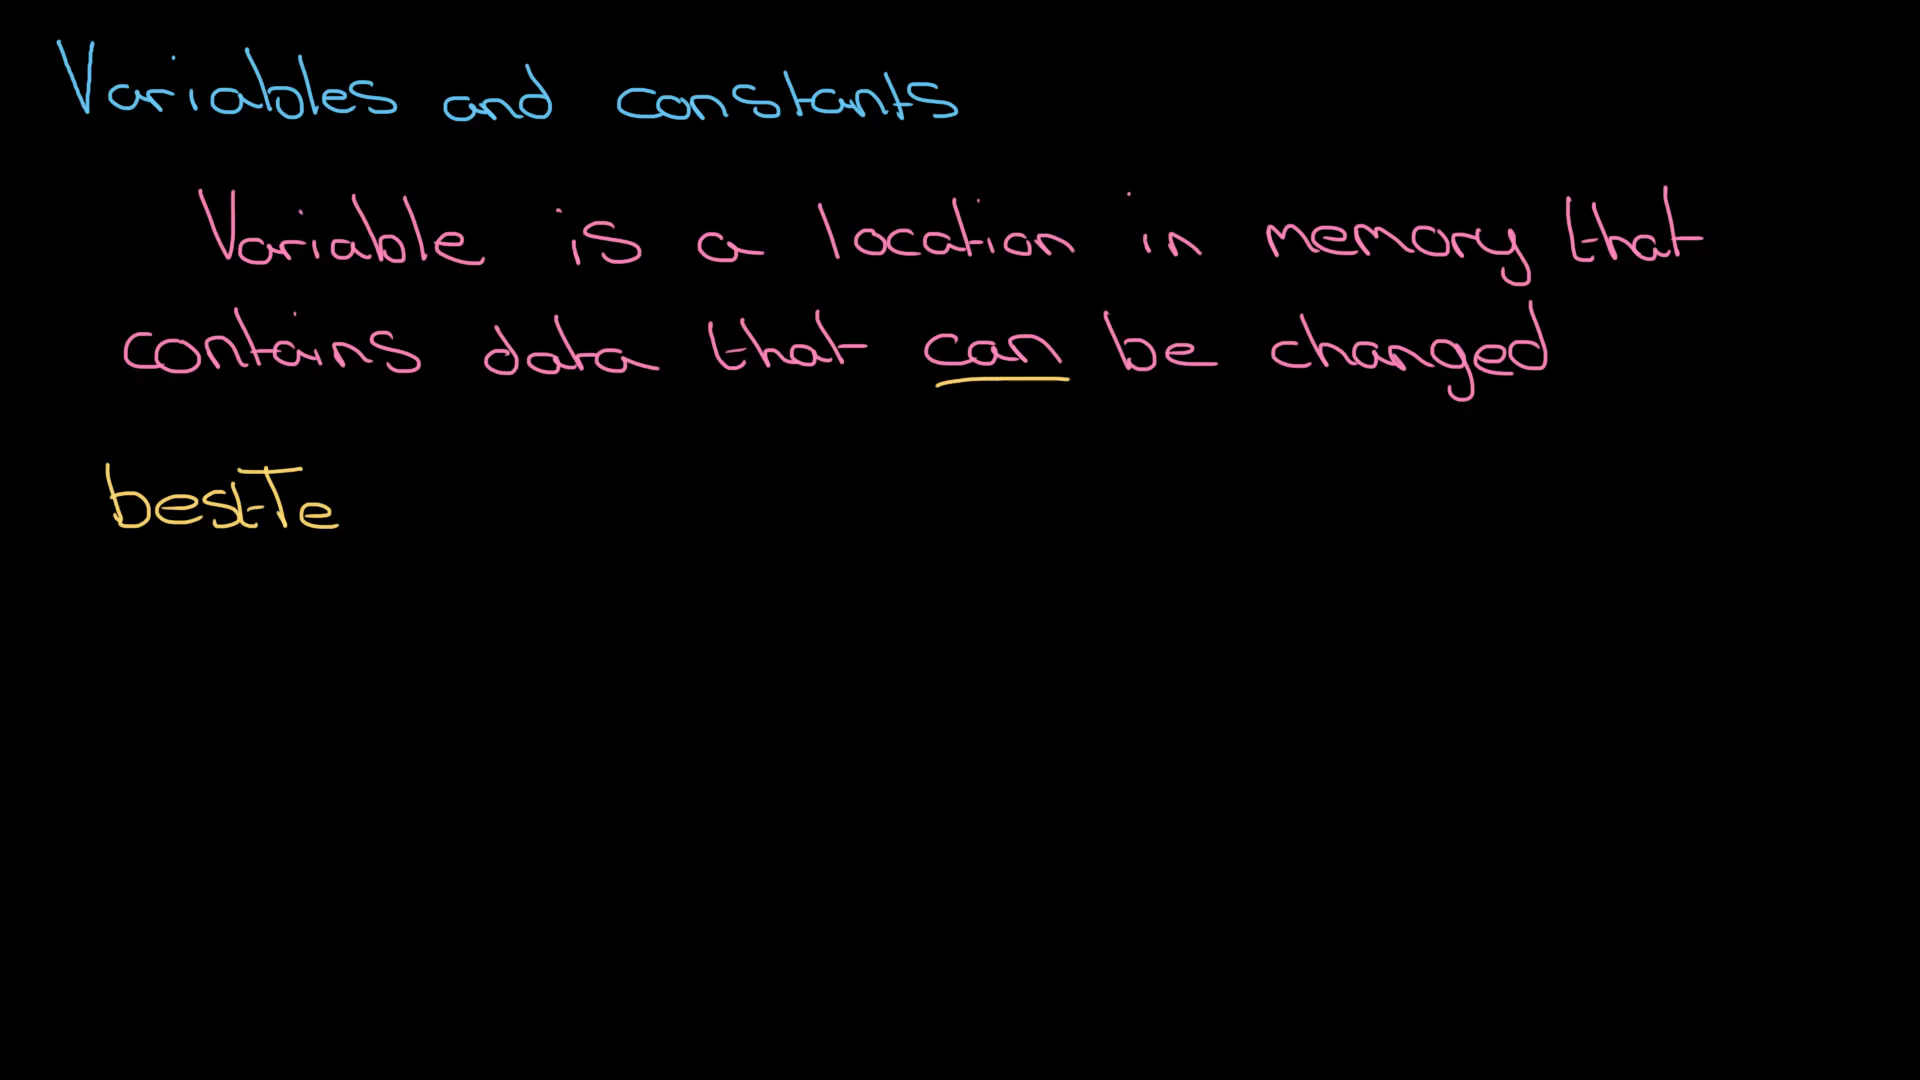 Variables and constants
Variable is a location in memory that
contains data that can be changed
bestTe